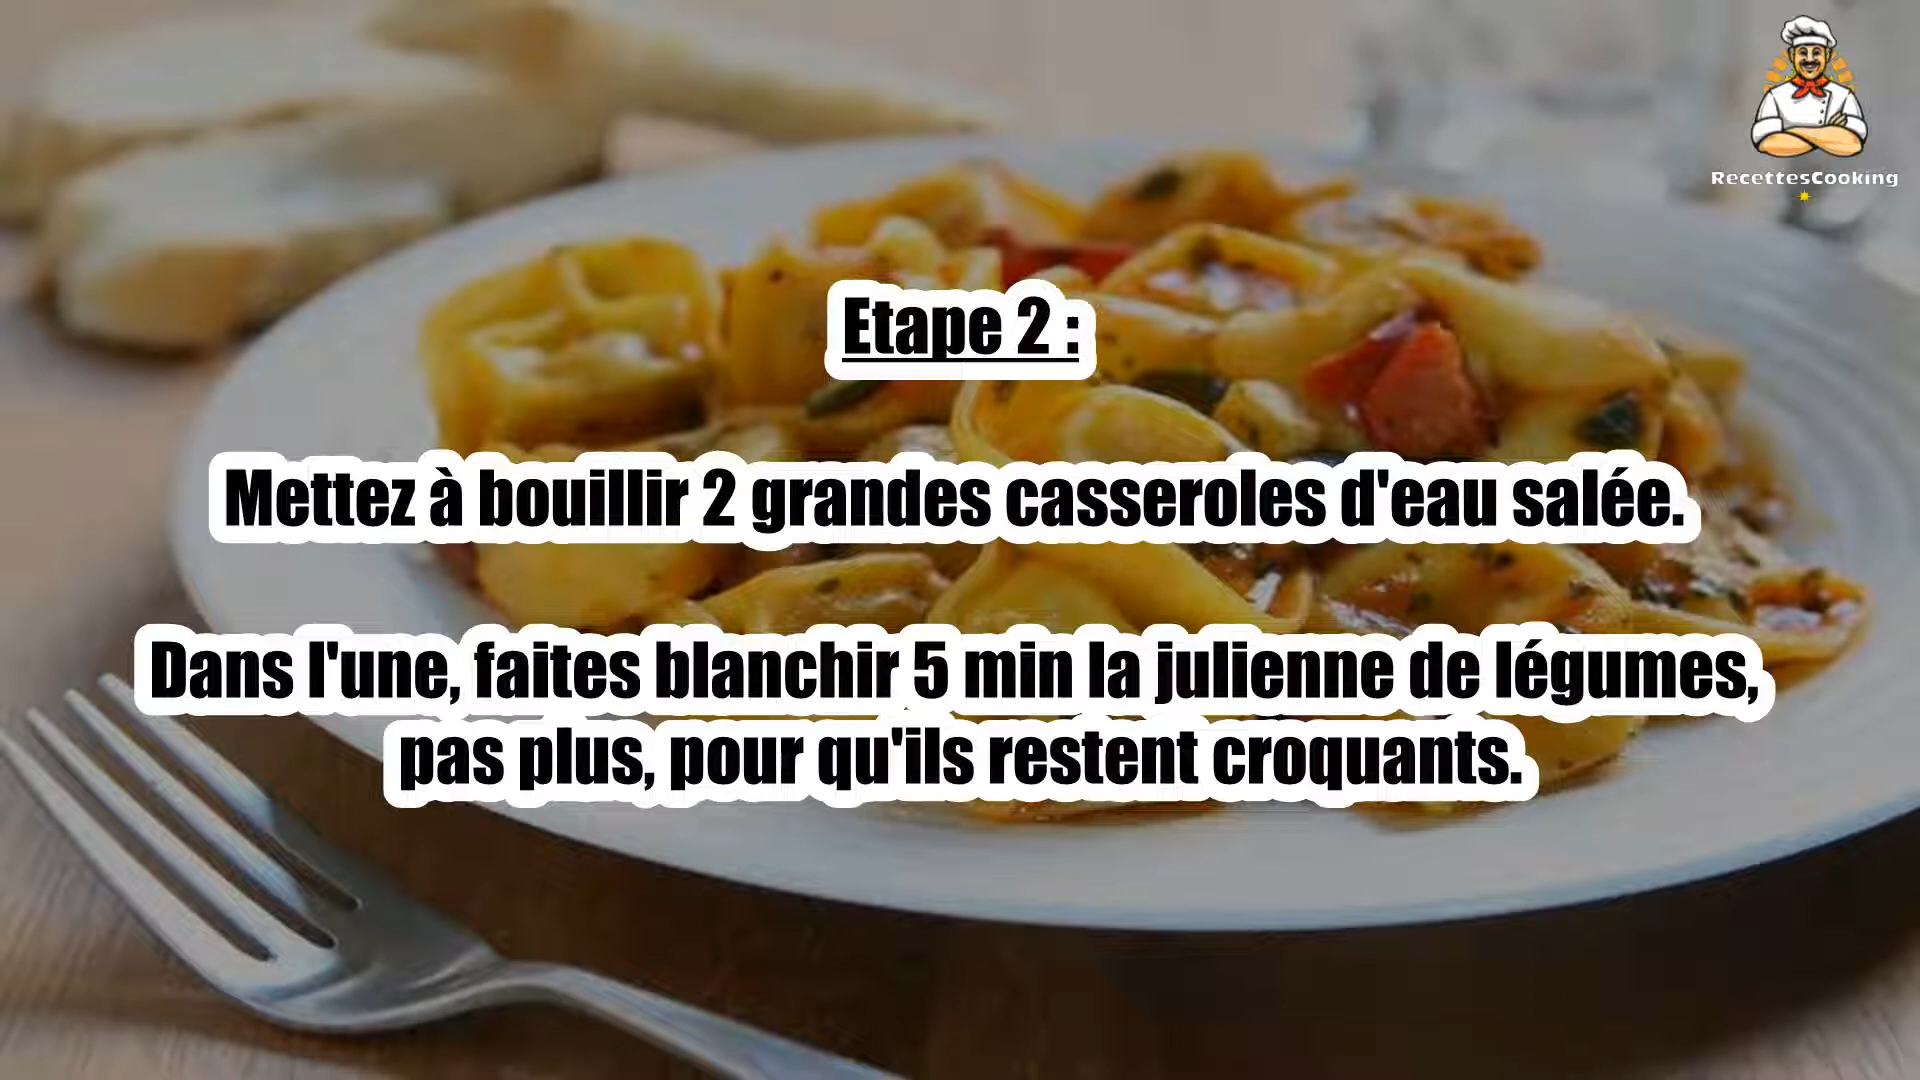 RecettesCooking
Etape 2 :
Mettez à bouillir 2 grandes casseroles d'eau salée.
Dans l'une, faites blanchir 5 min la julienne de légumes,
pas plus, pour qu'ils restent croquants.